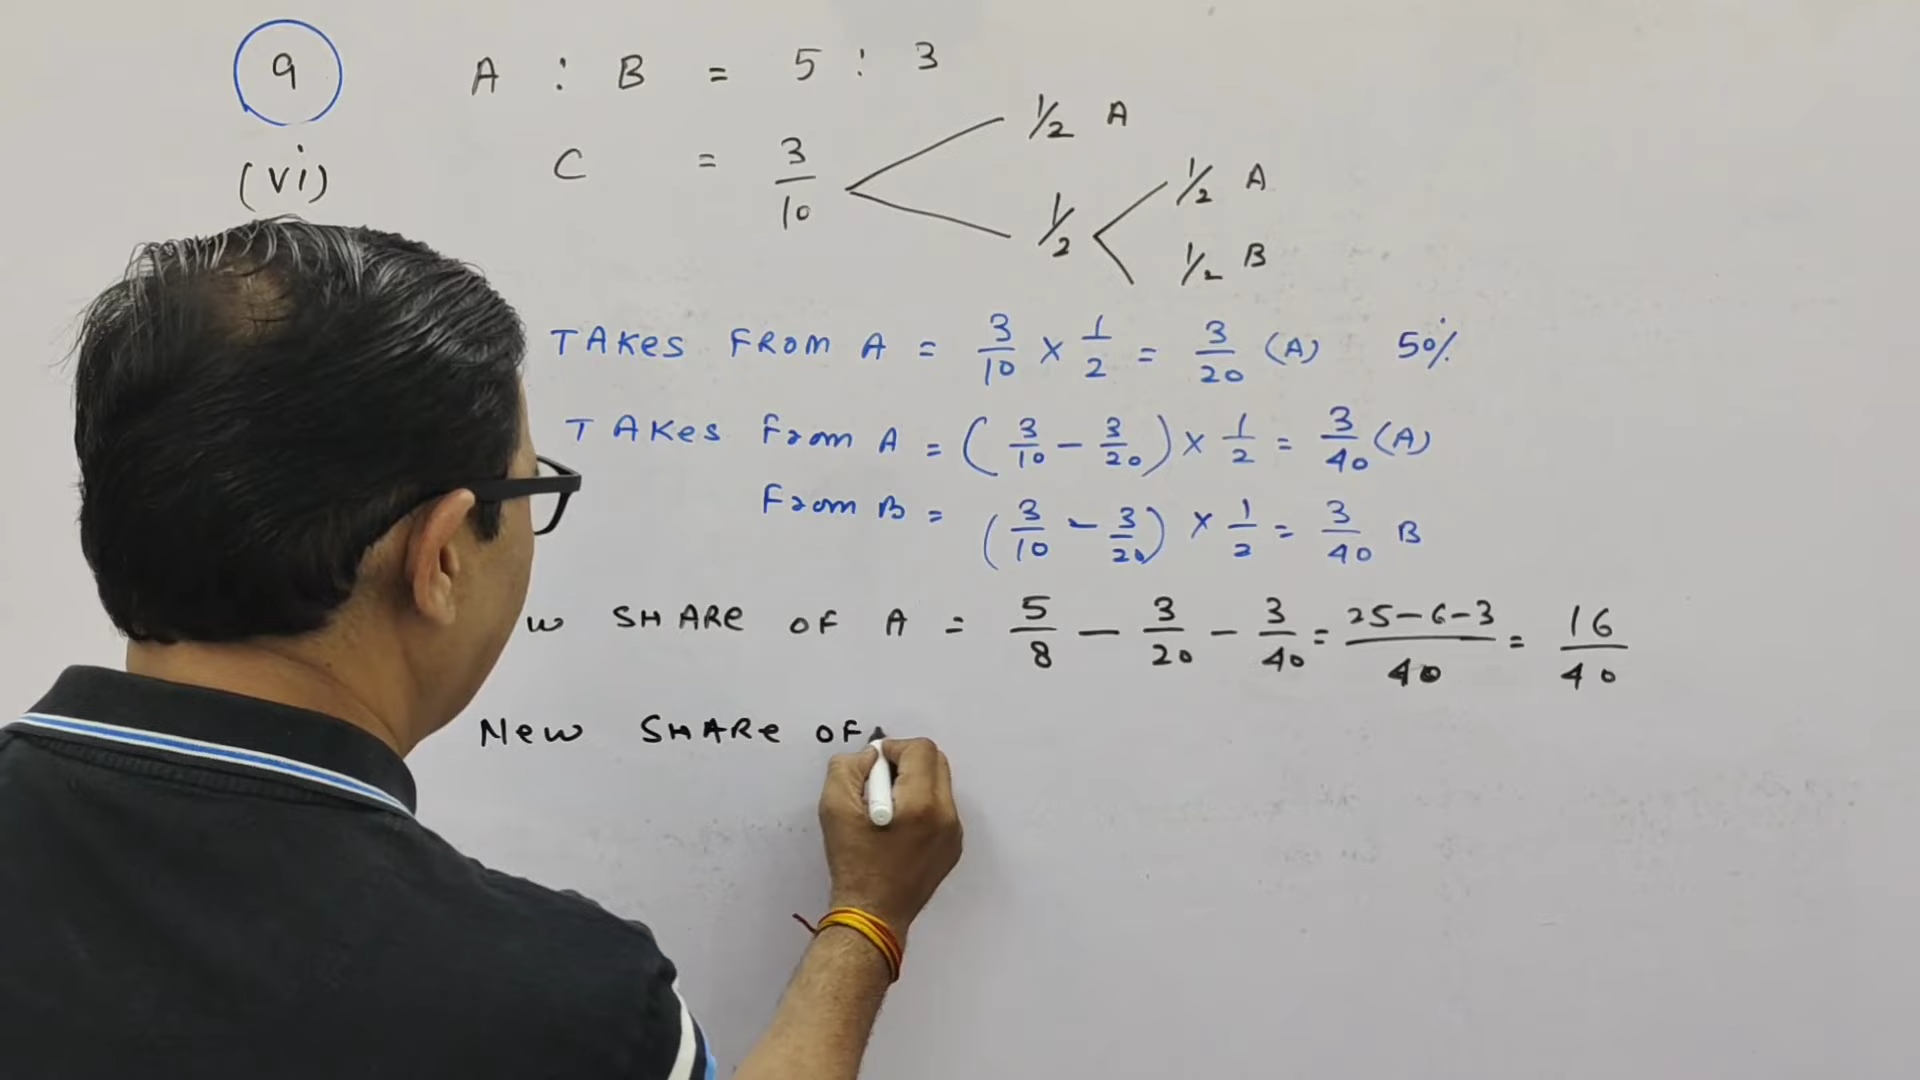 9 A : B = 5 : 3
(vi) C = 3/10 1/2 A
1/2 1/2 A
1/2 B
TAKES FROM A = 3/10 × 1/2 = 3/20 (A) 50%
TAKES From A = (3/10 - 3/20) × 1/2 = 3/40 (A)
From B = (3/10 - 3/20) × 1/2 = 3/40 B
w SHARE OF A = 5/8 - 3/20 - 3/40 = 25-6-3/40 = 16/40
New SHARE OF